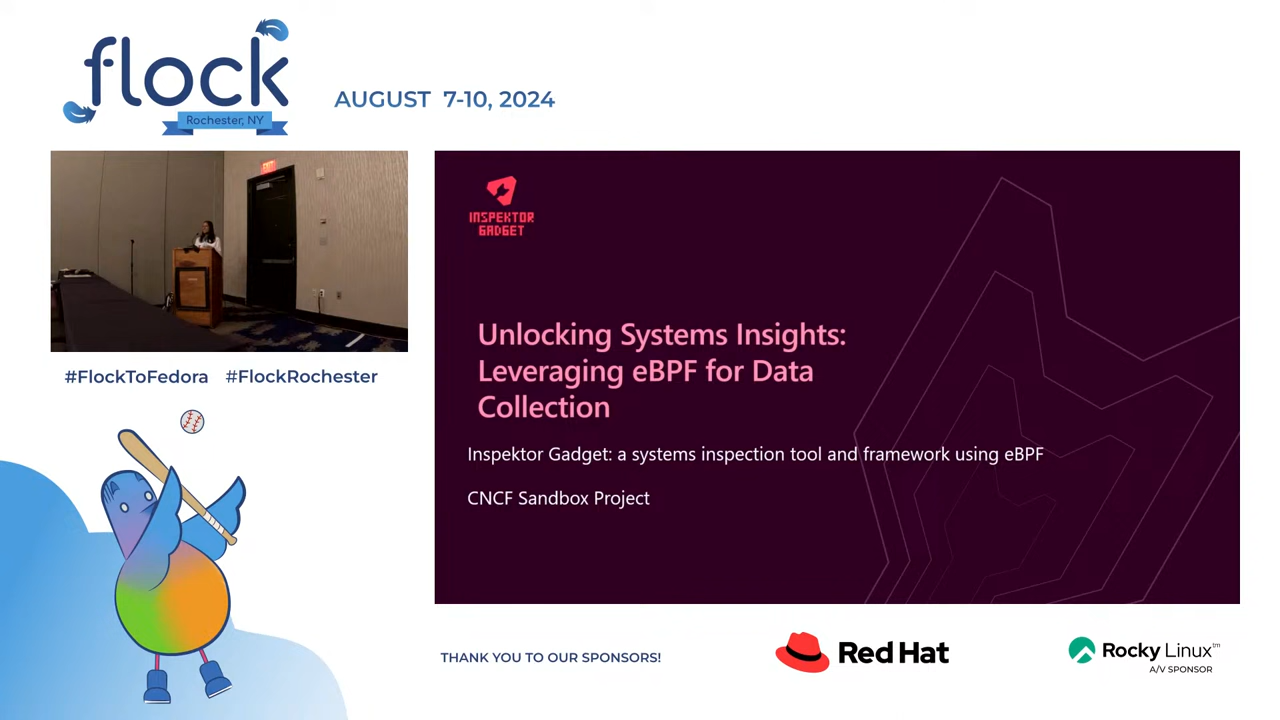 flock
Rochester, NY
AUGUST 7-10, 2024
EXIT
#FlockToFedora #FlockRochester
INSPEKTOR
GADGET
Unlocking Systems Insights:
Leveraging eBPF for Data
Collection
Inspektor Gadget: a systems inspection tool and framework using eBPF
CNCF Sandbox Project
THANK YOU TO OUR SPONSORS!
Red Hat
Rocky Linux™
A/V SPONSOR